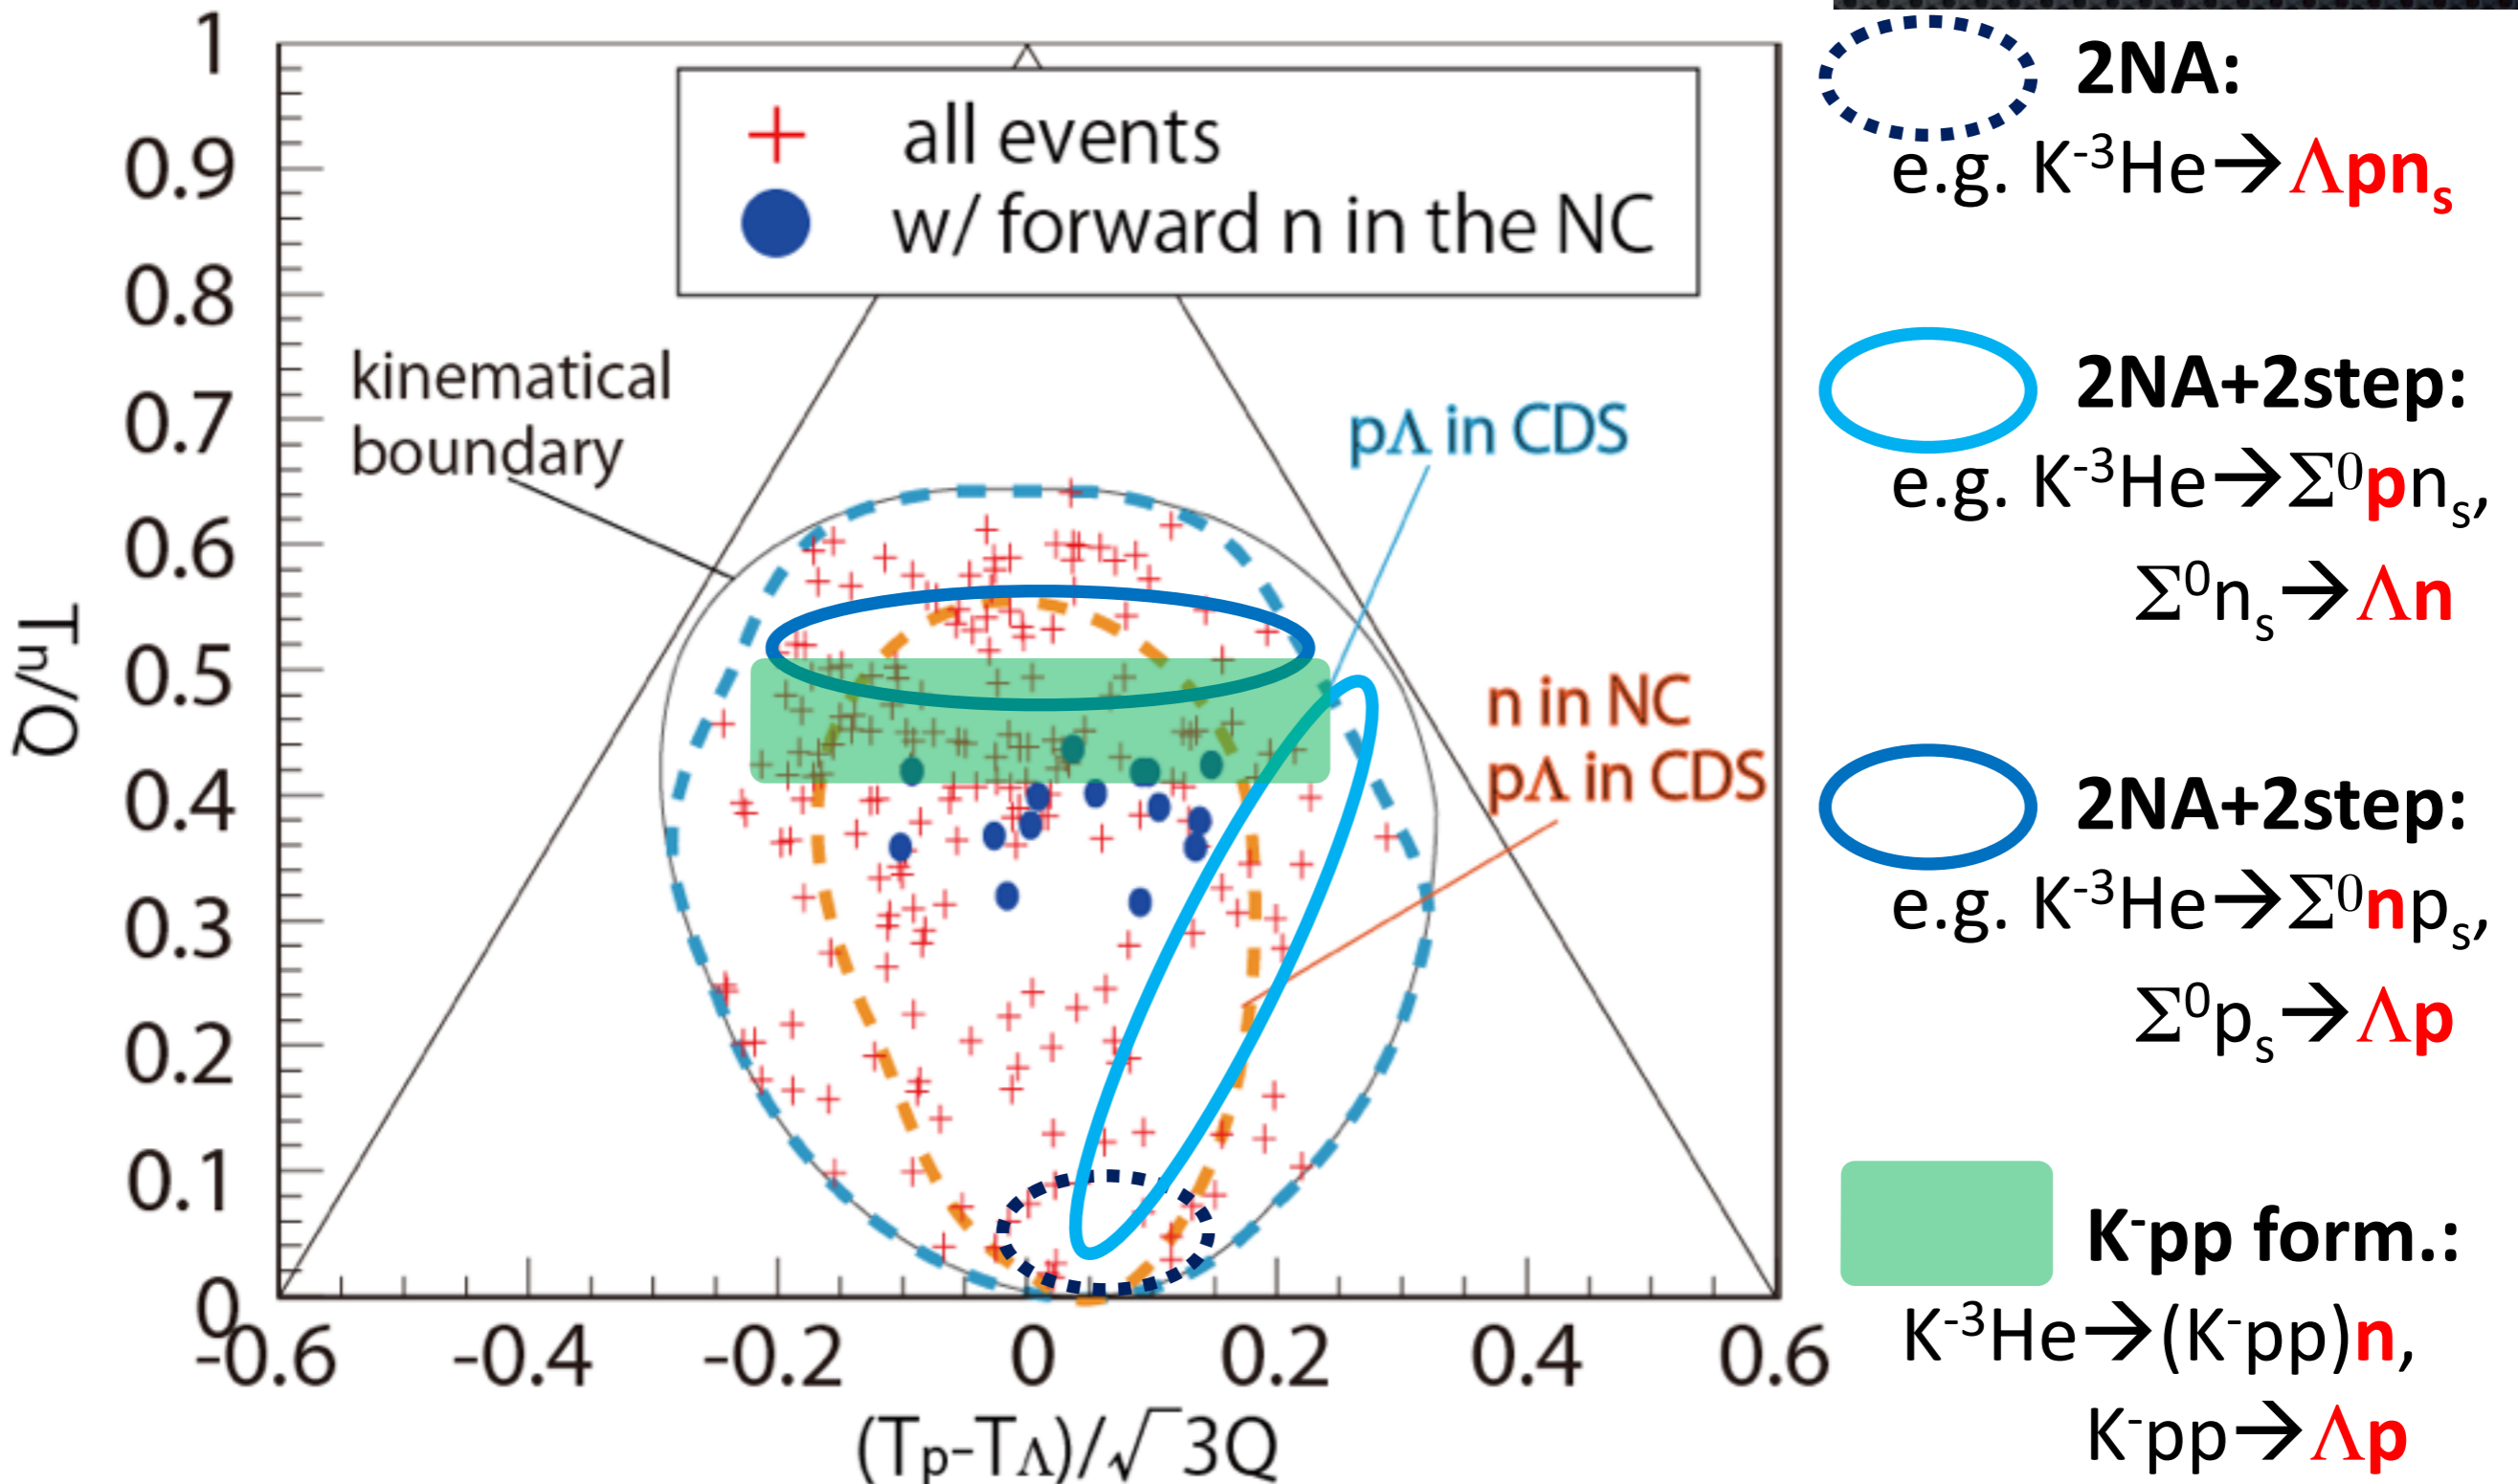 1
0.9
0.8
0.7
0.6
0.5
0.4
0.3
0.2
0.1
0
-0.6 -0.4 -0.2 0 0.2 0.4 0.6
Tn/Q
(Tp-TΛ)/√3Q
all events
w/ forward n in the NC
kinematical
boundary
pΛ in CDS
n in NC
pΛ in CDS
2NA:
e.g. K⁻³He→Λpnₛ
2NA+2step:
e.g. K⁻³He→Σ⁰pnₛ,
Σ⁰nₛ→Λn
2NA+2step:
e.g. K⁻³He→Σ⁰npₛ,
Σ⁰pₛ→Λp
K⁻pp form.:
K⁻³He→(K⁻pp)n,
K⁻pp→Λp